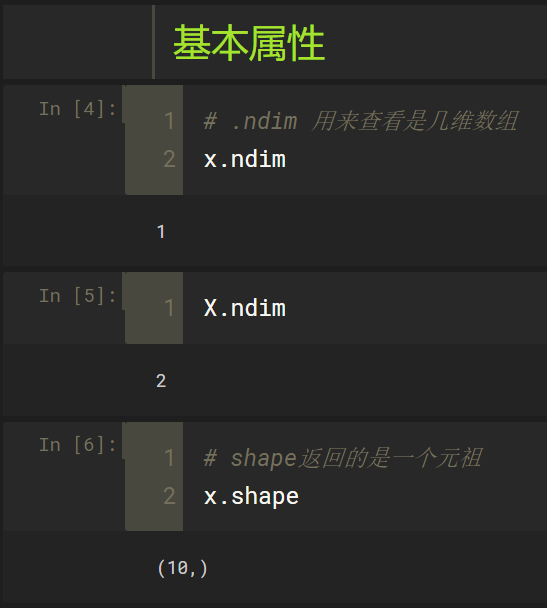 基本属性
In [4]:
1 # .ndim 用来查看是几维数组
2 x.ndim
1
In [5]:
1 X.ndim
2
In [6]:
1 # shape返回的是一个元祖
2 x.shape
(10,)